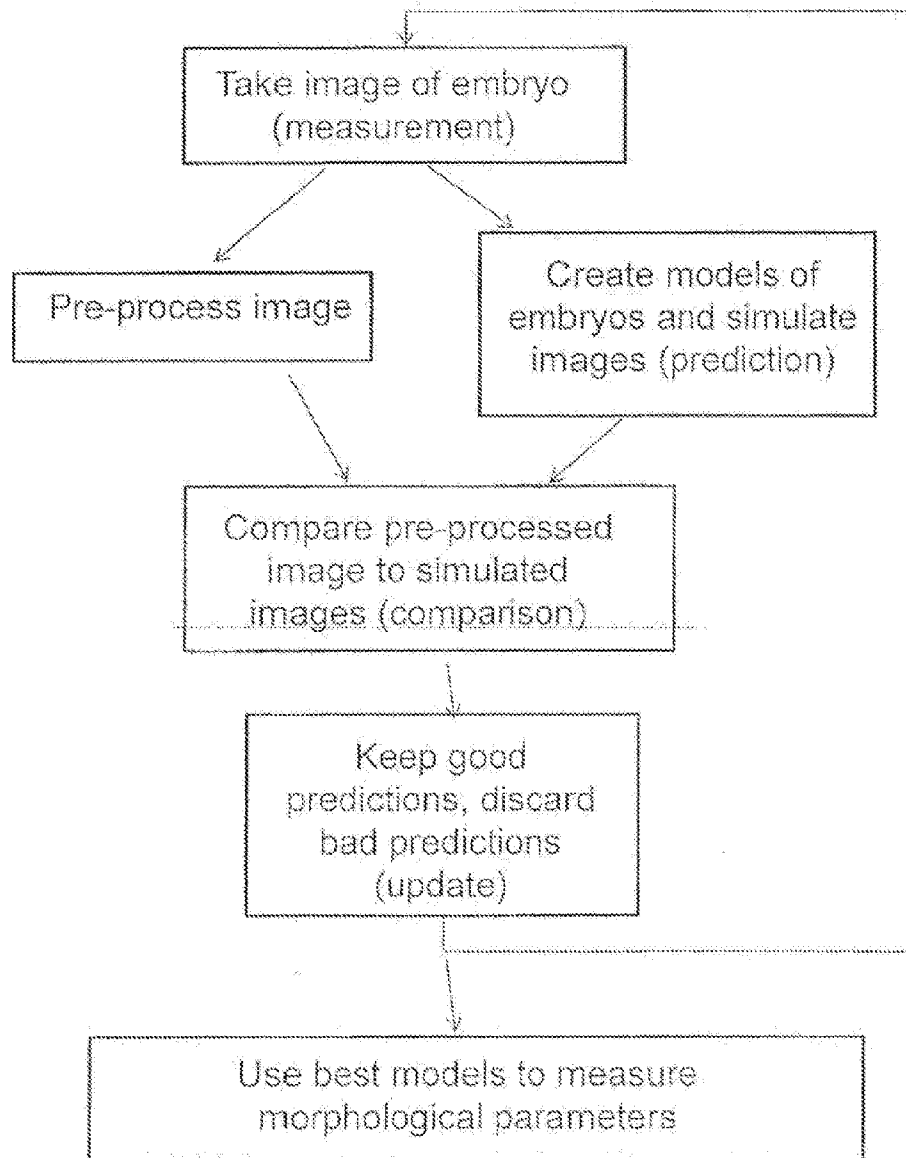 Take image of embryo
(measurement)
Pre-process image
Create models of
embryos and simulate
images (prediction)
Compare pre-processed
image to simulated
images (comparison)
Keep good
predictions, discard
bad predictions
(update)
Use best models to measure
morphological parameters